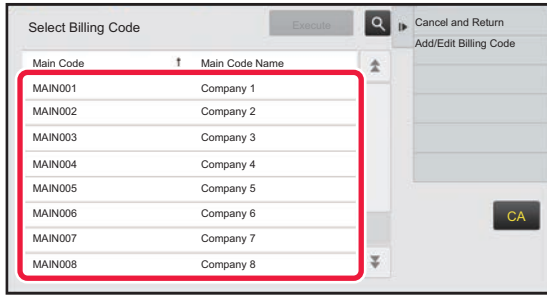 Select Billing Code
Execute
Cancel and Return
Add/Edit Billing Code
Main Code ↑ Main Code Name
MAIN001 Company 1
MAIN002 Company 2
MAIN003 Company 3
MAIN004 Company 4
MAIN005 Company 5
MAIN006 Company 6
MAIN007 Company 7
MAIN008 Company 8
CA